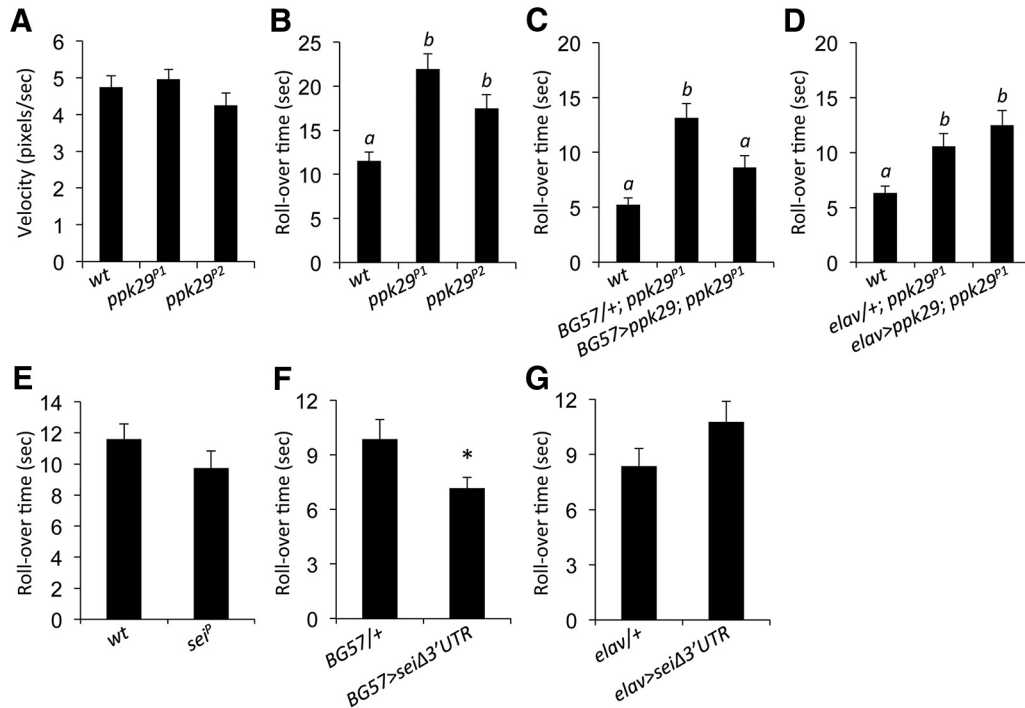 A
Velocity (pixels/sec)
6
5
4
3
2
1
0
wt
ppk29ᴾ¹
ppk29ᴾ²
B
Roll-over time (sec)
25
20
15
10
5
0
a
b
b
wt
ppk29ᴾ¹
ppk29ᴾ²
C
Roll-over time (sec)
20
15
10
5
0
a
b
a
wt
BG57/+; ppk29ᴾ¹
BG57>ppk29; ppk29ᴾ¹
D
Roll-over time (sec)
20
15
10
5
0
a
b
b
wt
elav/+; ppk29ᴾ¹
elav>ppk29; ppk29ᴾ¹
E
Roll-over time (sec)
14
12
10
8
6
4
2
0
wt
seiᴾ
F
Roll-over time (sec)
12
9
6
3
0
*
BG57/+
BG57>seiΔ3'UTR
G
Roll-over time (sec)
12
9
6
3
0
elav/+
elav>seiΔ3'UTR